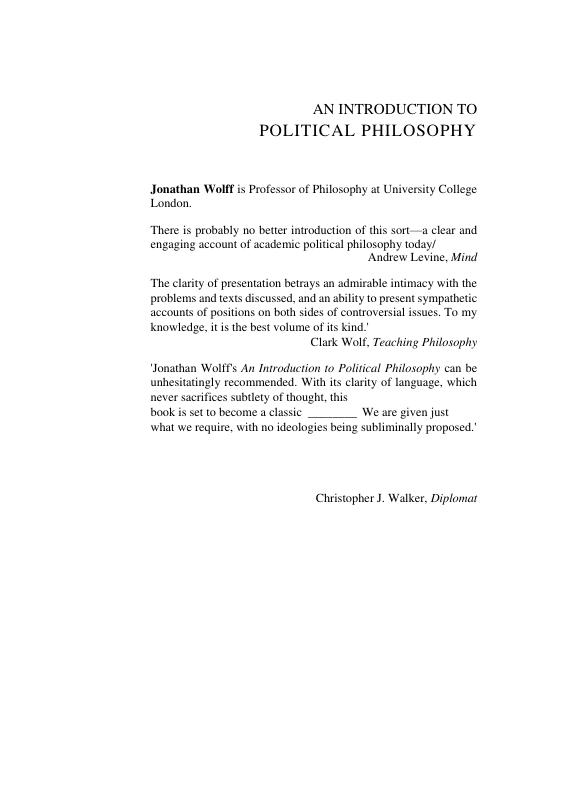 AN INTRODUCTION TO
POLITICAL PHILOSOPHY
Jonathan Wolff is Professor of Philosophy at University College
London.
There is probably no better introduction of this sort—a clear and
engaging account of academic political philosophy today/
Andrew Levine, Mind
The clarity of presentation betrays an admirable intimacy with the
problems and texts discussed, and an ability to present sympathetic
accounts of positions on both sides of controversial issues. To my
knowledge, it is the best volume of its kind.'
Clark Wolf, Teaching Philosophy
'Jonathan Wolff's An Introduction to Political Philosophy can be
unhesitatingly recommended. With its clarity of language, which
never sacrifices subtlety of thought, this
book is set to become a classic ________ We are given just
what we require, with no ideologies being subliminally proposed.'
Christopher J. Walker, Diplomat